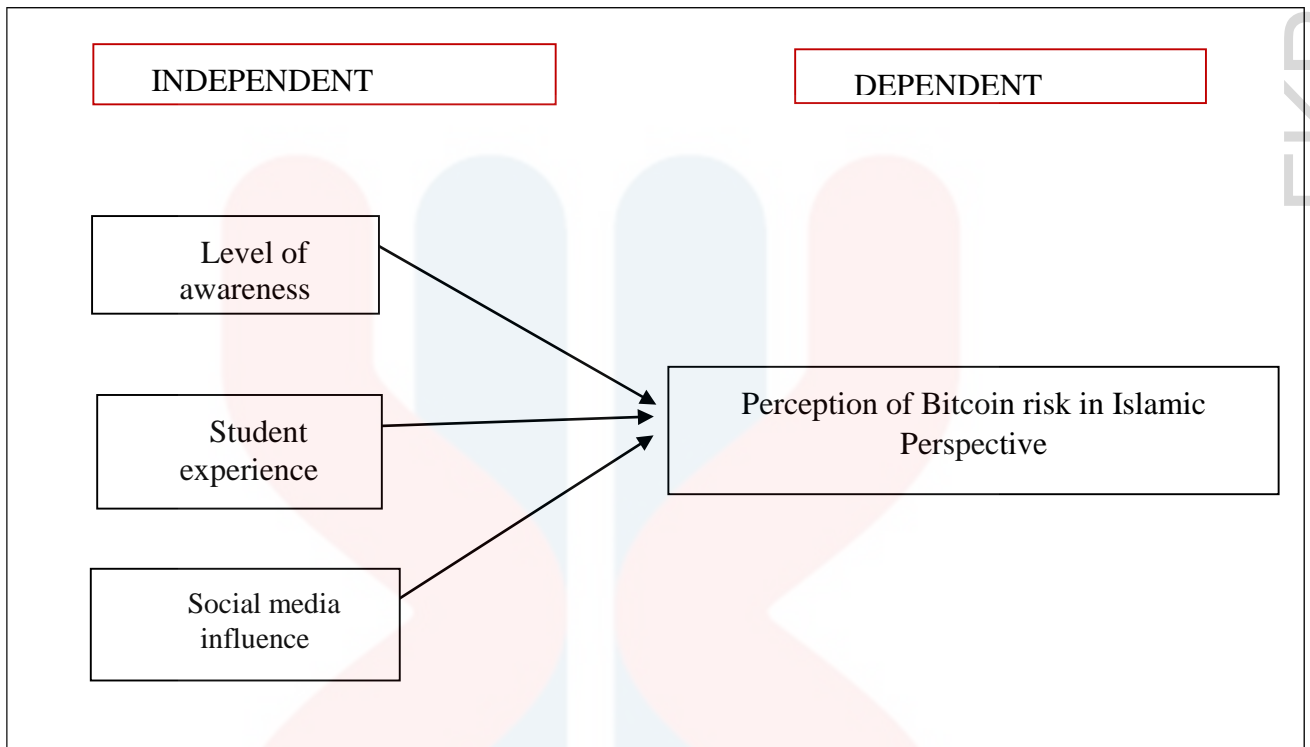 INDEPENDENT
DEPENDENT
Level of
awareness
Student
experience
Social media
influence
Perception of Bitcoin risk in Islamic
Perspective